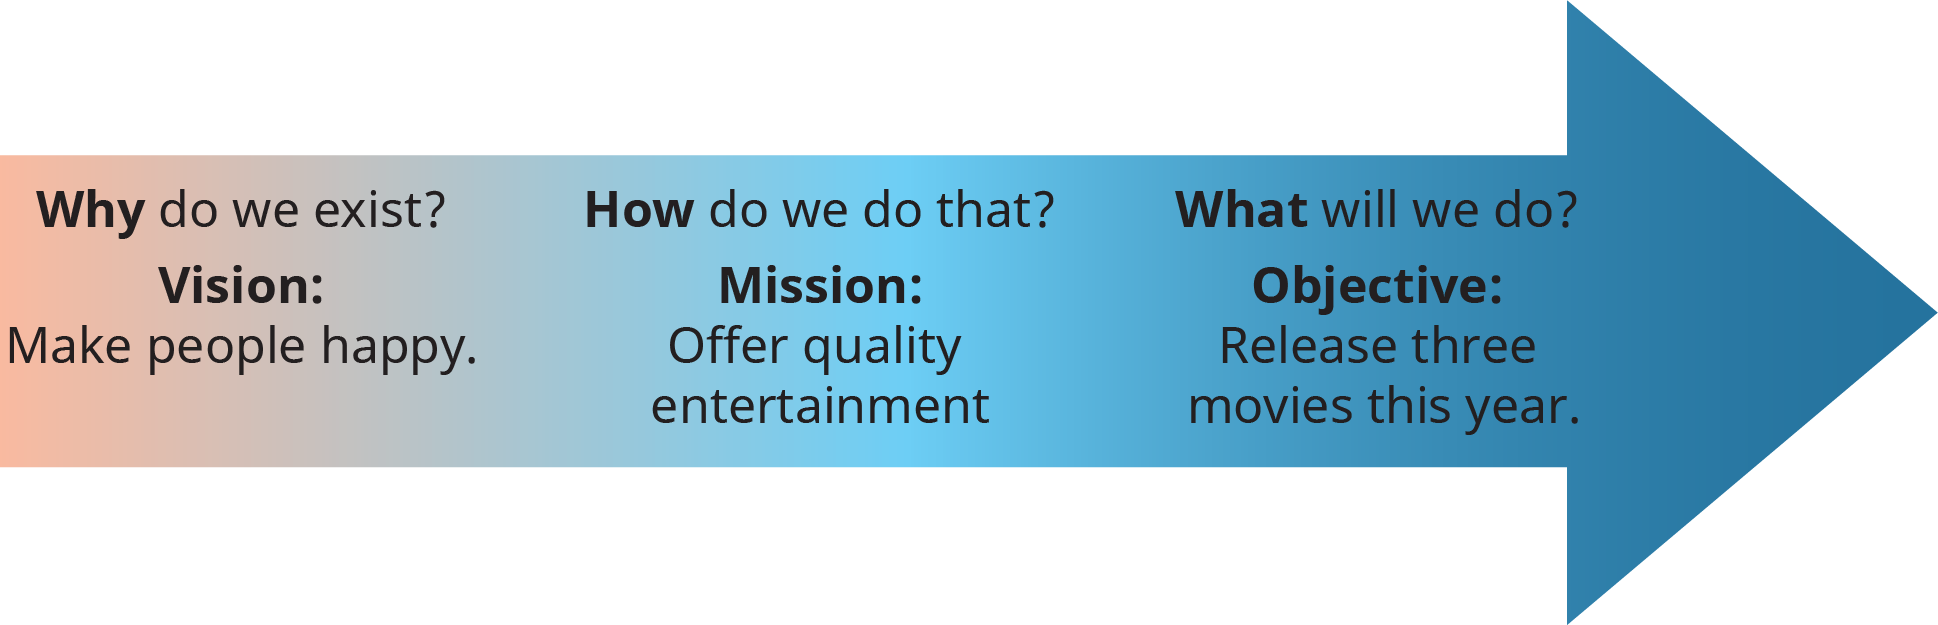 Why do we exist?
Vision:
Make people happy.
How do we do that?
Mission:
Offer quality
entertainment
What will we do?
Objective:
Release three
movies this year.